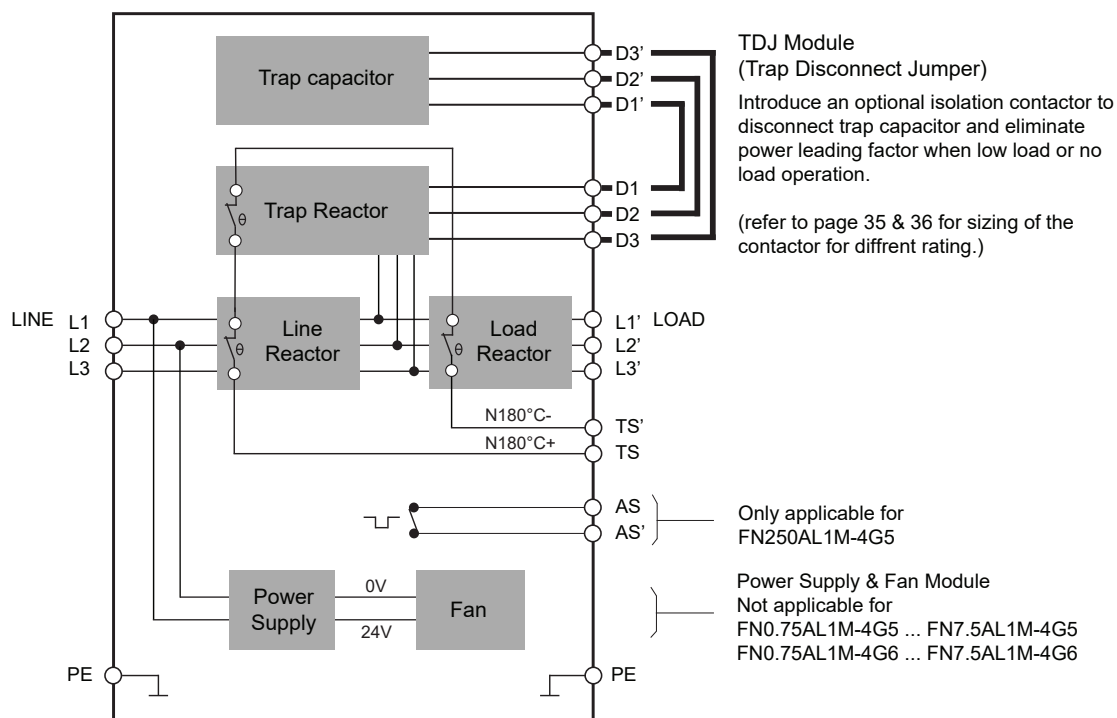 Trap capacitor
D3’
D2’
D1’
TDJ Module
(Trap Disconnect Jumper)
Introduce an optional isolation contactor to
disconnect trap capacitor and eliminate
power leading factor when low load or no
load operation.
(refer to page 35 & 36 for sizing of the
contactor for diffrent rating.)
Trap Reactor
θ
D1
D2
D3
LINE
L1
L2
L3
Line
Reactor
θ
Load
Reactor
θ
L1’
LOAD
L2’
L3’
N180°C-
TS’
N180°C+
TS
AS
AS’
Only applicable for
FN250AL1M-4G5
Power
Supply
0V
24V
Fan
Power Supply & Fan Module
Not applicable for
FN0.75AL1M-4G5 ... FN7.5AL1M-4G5
FN0.75AL1M-4G6 ... FN7.5AL1M-4G6
PE
PE